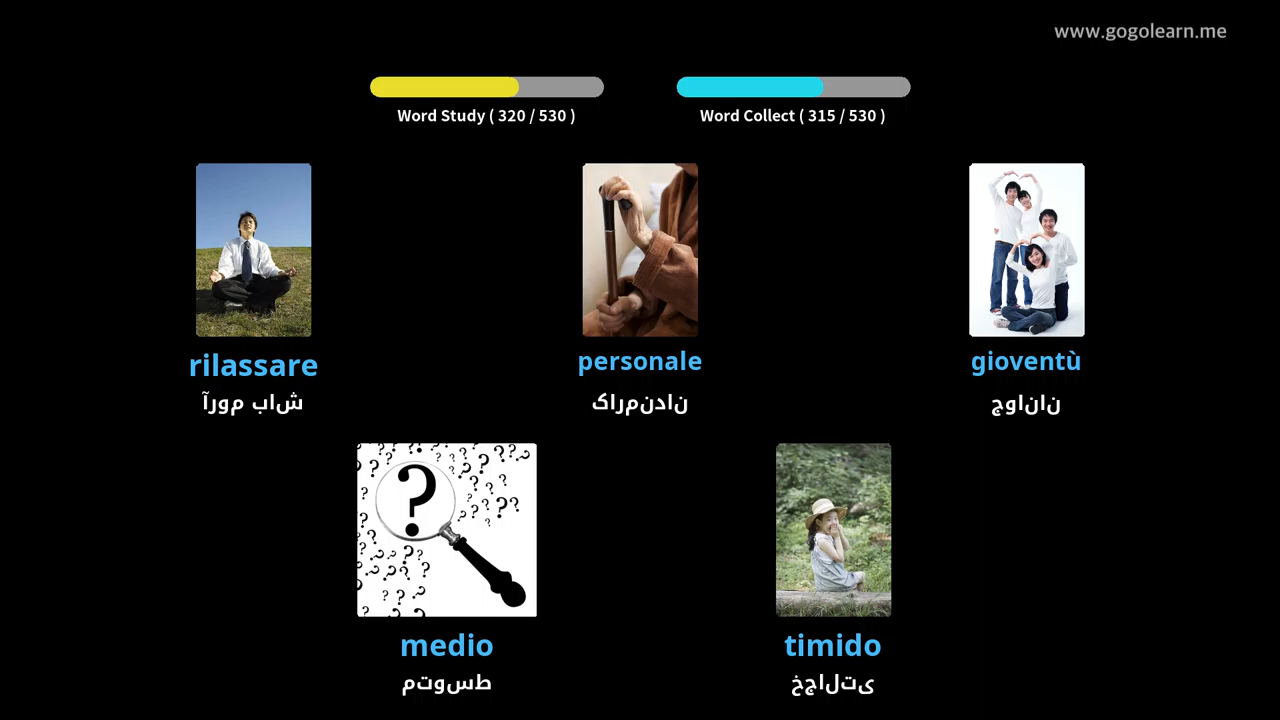 www.gogolearn.me
Word Study ( 320 / 530 )
Word Collect ( 315 / 530 )
rilassare
آروم باش
personale
کارمندان
gioventù
جوانان
medio
متوسط
timido
خجالتی